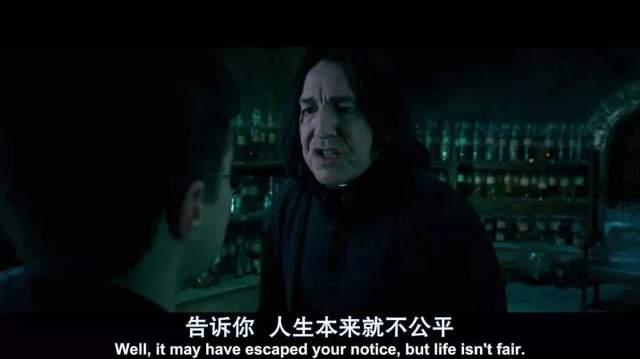 告诉你 人生本来就不公平
Well, it may have escaped your notice, but life isn't fair.